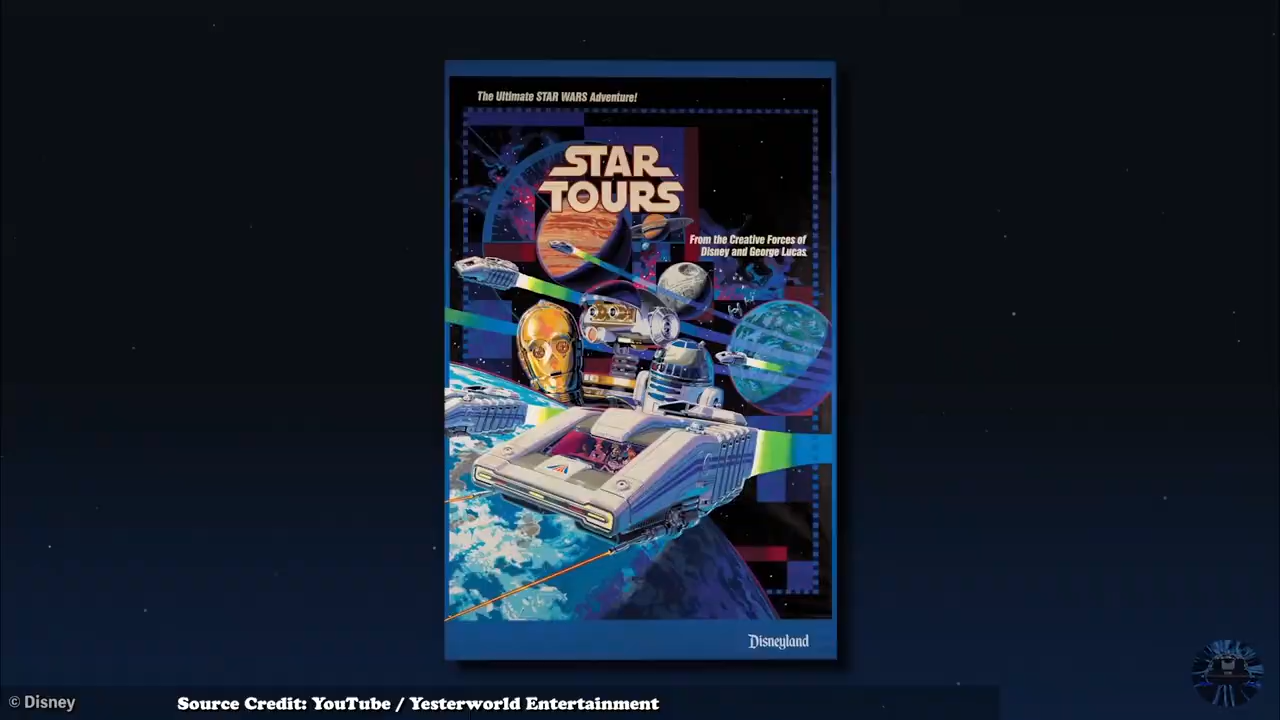 The Ultimate STAR WARS Adventure!
STAR
TOURS
From the Creative Forces of
Disney and George Lucas.
Disneyland
© Disney
Source Credit: YouTube / Yesterworld Entertainment